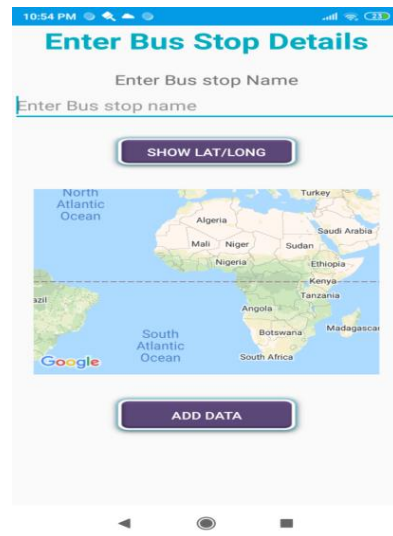 10:54 PM
23
Enter Bus Stop Details
Enter Bus stop Name
Enter Bus stop name
SHOW LAT/LONG
North
Atlantic
Ocean
Turkey
Algeria
Saudi Arabia
Mali
Niger
Sudan
Nigeria
Ethiopia
Kenya
Tanzania
azil
Angola
South
Atlantic
Ocean
Botswana
Madagascar
South Africa
Google
ADD DATA